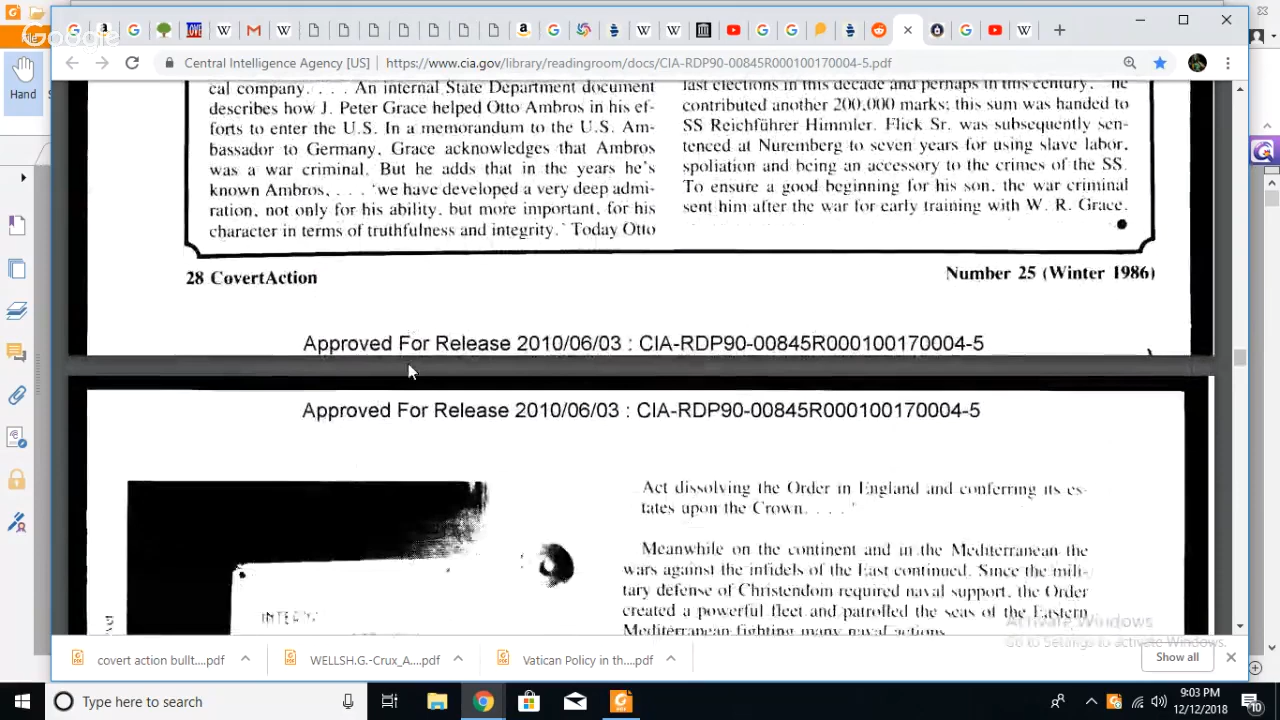 Google
File
Hand
Central Intelligence Agency [US]
https://www.cia.gov/library/readingroom/docs/CIA-RDP90-00845R000100170004-5.pdf
cal company. . . . An internal State Department document
describes how J. Peter Grace helped Otto Ambros in his ef-
forts to enter the U.S. In a memorandum to the U.S. Am-
bassador to Germany, Grace acknowledges that Ambros
was a war criminal. But he adds that in the years he's
known Ambros, . . . 'we have developed a very deep admi-
ration, not only for his ability, but more important, for his
character in terms of truthfulness and integrity.' Today Otto
last elections in this decade and perhaps in this century,' he
contributed another 200,000 marks; this sum was handed to
SS Reichführer Himmler. Flick Sr. was subsequently sen-
tenced at Nuremberg to seven years for using slave labor,
spoliation and being an accessory to the crimes of the SS.
To ensure a good beginning for his son, the war criminal
sent him after the war for early training with W. R. Grace.
28 CovertAction
Number 25 (Winter 1986)
Approved For Release 2010/06/03 : CIA-RDP90-00845R000100170004-5
Approved For Release 2010/06/03 : CIA-RDP90-00845R000100170004-5
Act dissolving the Order in England and conferring its es-
tates upon the Crown. . . . '
Meanwhile on the continent and in the Mediterranean the
wars against the infidels of the East continued. Since the mili-
tary defense of Christendom required naval support, the Order
created a powerful fleet and patrolled the seas of the Eastern
Mediterranean fighting many naval actions.
Activate Windows
Go to Settings to activate Windows.
covert action bullt....pdf
WELLSH.G.-Crux_A....pdf
Vatican Policy in th....pdf
Show all
Type here to search
9:03 PM
12/12/2018
10